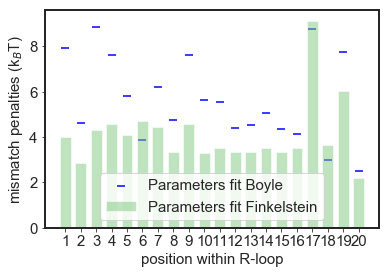 mismatch penalties (k_BT)
8
6
4
2
0
Parameters fit Boyle
Parameters fit Finkelstein
1 2 3 4 5 6 7 8 9 10 11 12 13 14 15 16 17 18 19 20
position within R-loop